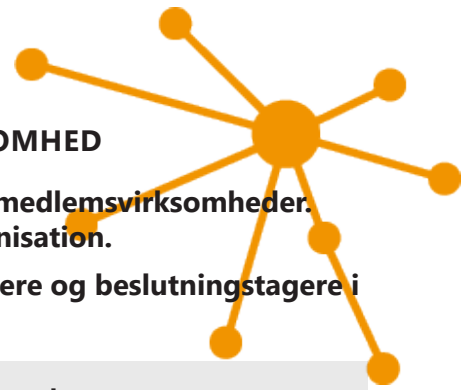 OMHED
medlemsvirksomheder.
nisation.
ere og beslutningstagere i